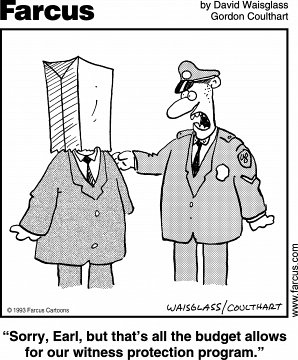 Farcus
by David Waisglass
Gordon Coulthart
© 1993 Farcus Cartoons
WAISGLASS/COULTHART
www.farcus.com
“Sorry, Earl, but that’s all the budget allows
for our witness protection program.”